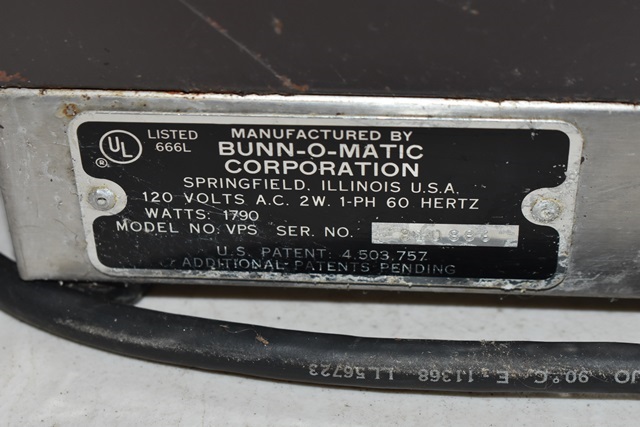 UL
®
LISTED
666L
MANUFACTURED BY
BUNN-O-MATIC
CORPORATION
SPRINGFIELD, ILLINOIS U.S.A.
120 VOLTS A.C. 2W. 1-PH 60 HERTZ
WATTS: 1790
MODEL NO. VPS SER. NO.
U.S. PATENT: 4,503,757
ADDITIONAL PATENTS PENDING
JO 90°C E-11368 LL56723